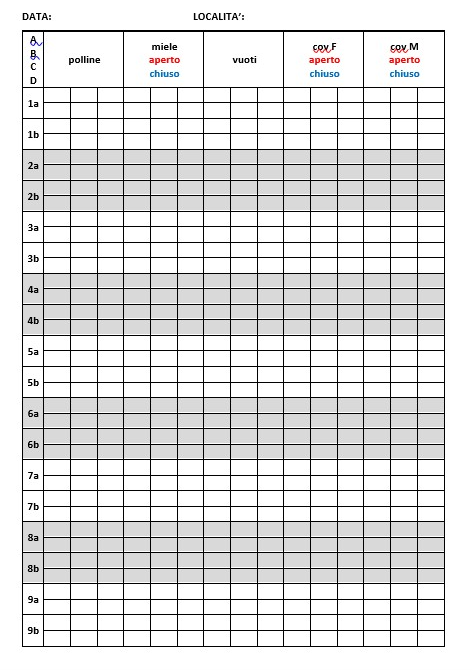 DATA: LOCALITA’:
A
B
C
D
polline
miele
aperto
chiuso
vuoti
cov F
aperto
chiuso
cov M
aperto
chiuso
1a
1b
2a
2b
3a
3b
4a
4b
5a
5b
6a
6b
7a
7b
8a
8b
9a
9b